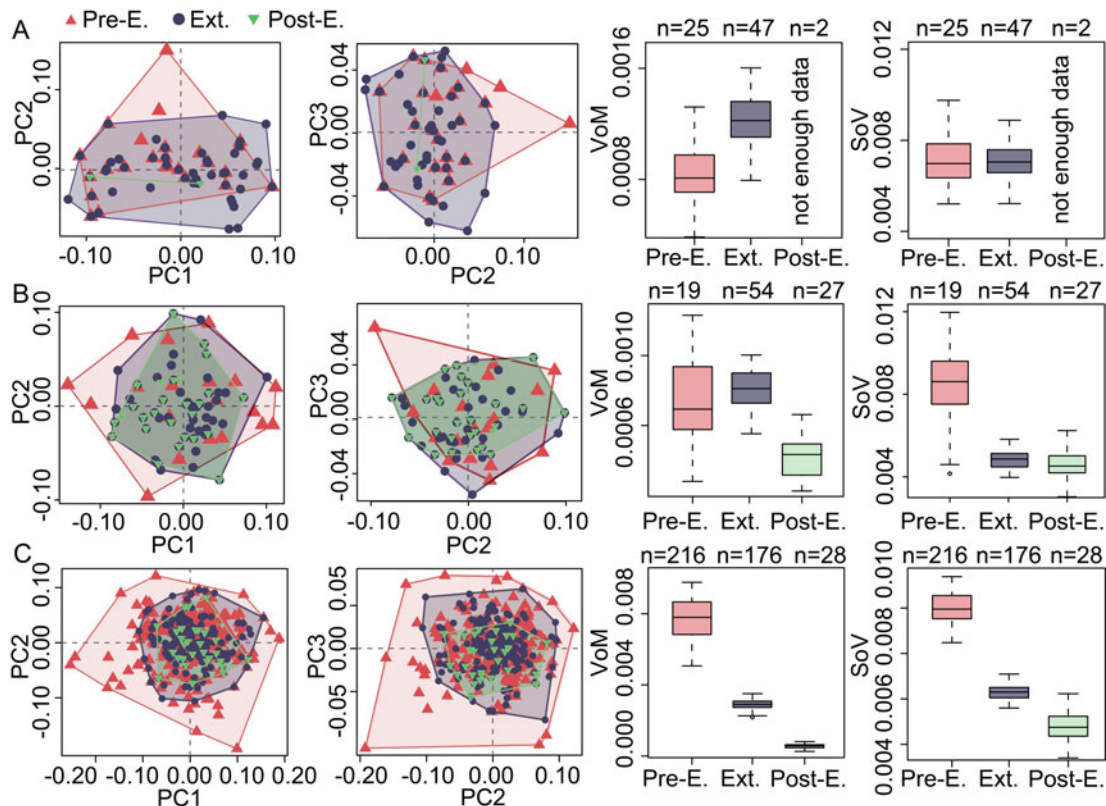 A Pre-E. Ext. Post-E.
0.10
0.00
PC2
-0.10 0.00 0.10
PC1
0.04
0.00
-0.04
PC3
0.0 0.10
PC2
n=25 n=47 n=2
0.0016
0.0008
VoM
not enough data
Pre-E. Ext. Post-E.
n=25 n=47 n=2
0.012
0.008
0.004
SoV
not enough data
Pre-E. Ext. Post-E.
B
0.10
0.00
-0.10
PC2
-0.10 0.00 0.10
PC1
0.04
0.00
-0.04
PC3
-0.10 0.00 0.10
PC2
n=19 n=54 n=27
0.0010
0.0006
VoM
Pre-E. Ext. Post-E.
n=19 n=54 n=27
0.012
0.008
0.004
SoV
Pre-E. Ext. Post-E.
C
0.10
0.00
-0.10
PC2
-0.20 -0.10 0.00 0.10 0.20
PC1
0.05
-0.05
PC3
-0.20 -0.10 0.00 0.10
PC2
n=216 n=176 n=28
0.008
0.004
0.000
VoM
Pre-E. Ext. Post-E.
n=216 n=176 n=28
0.010
0.008
0.006
0.004
SoV
Pre-E. Ext. Post-E.